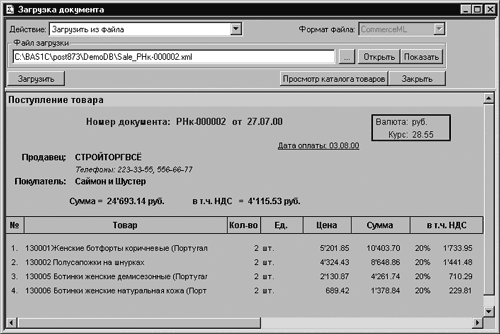 Загрузка документа
Действие: Загрузить из файла Формат файла: CommerceML
Файл загрузки
C:\BAS1C\post873\DemoDB\Sale_РНк-000002.xml ... Открыть Показать
Загрузить Просмотр каталога товаров Закрыть
Поступление товара
Номер документа: РНк-000002 от 27.07.00
Валюта: руб.
Курс: 28.55
Дата оплаты: 03.08.00
Продавец: СТРОЙТОРГВСЁ
Телефоны: 223-33-55, 556-66-77
Покупатель: Саймон и Шустер
Сумма = 24'693.14 руб. в т.ч. НДС = 4'115.53 руб.
№ Товар Кол-во Ед. Цена Сумма в т.ч. НДС
1. 130001 Женские ботфорты коричневые (Португал 2 шт. 5'201.85 10'403.70 20% 1'733.95
2. 130002 Полусапожки на шнурках 2 шт. 4'324.43 8'648.86 20% 1'441.48
3. 130005 Ботинки женские демисезонные (Португаг 2 шт. 2'130.87 4'261.74 20% 710.29
4. 130006 Ботинки женские натуральная кожа (Порт 2 шт. 689.42 1'378.84 20% 229.81